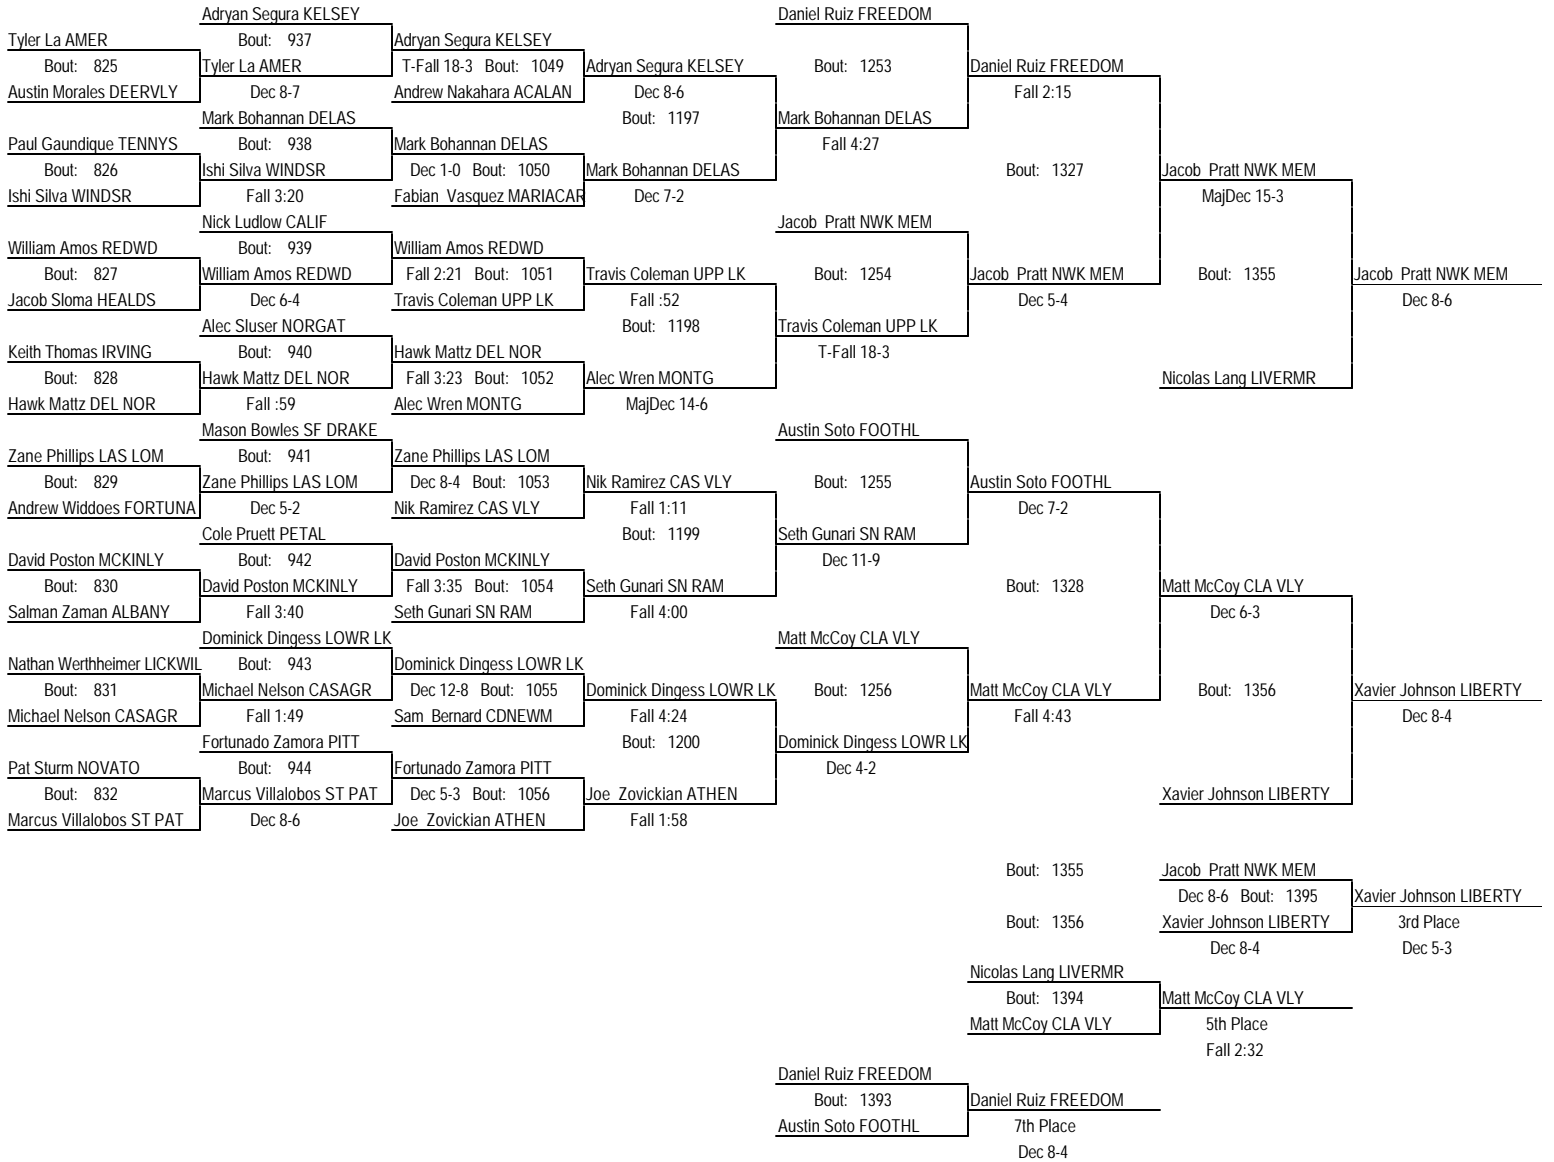 Adryan Segura KELSEY Daniel Ruiz FREEDOM
Tyler La AMER Bout: 937 Adryan Segura KELSEY
Bout: 825 Tyler La AMER T-Fall 18-3 Bout: 1049 Adryan Segura KELSEY Bout: 1253 Daniel Ruiz FREEDOM
Austin Morales DEERVLY Dec 8-7 Andrew Nakahara ACALAN Dec 8-6 Fall 2:15
Mark Bohannan DELAS Bout: 1197 Mark Bohannan DELAS
Paul Gaundique TENNYS Bout: 938 Mark Bohannan DELAS Fall 4:27
Bout: 826 Ishi Silva WINDSR Dec 1-0 Bout: 1050 Mark Bohannan DELAS Bout: 1327 Jacob Pratt NWK MEM
Ishi Silva WINDSR Fall 3:20 Fabian Vasquez MARIACAR Dec 7-2 MajDec 15-3
Nick Ludlow CALIF Jacob Pratt NWK MEM
William Amos REDWD Bout: 939 William Amos REDWD
Bout: 827 William Amos REDWD Fall 2:21 Bout: 1051 Travis Coleman UPP LK Bout: 1254 Jacob Pratt NWK MEM Bout: 1355 Jacob Pratt NWK MEM
Jacob Sloma HEALDS Dec 6-4 Travis Coleman UPP LK Fall :52 Dec 5-4 Dec 8-6
Alec Sluser NORGAT Bout: 1198 Travis Coleman UPP LK
Keith Thomas IRVING Bout: 940 Hawk Mattz DEL NOR T-Fall 18-3
Bout: 828 Hawk Mattz DEL NOR Fall 3:23 Bout: 1052 Alec Wren MONTG Nicolas Lang LIVERMR
Hawk Mattz DEL NOR Fall :59 Alec Wren MONTG MajDec 14-6
Mason Bowles SF DRAKE Austin Soto FOOTHL
Zane Phillips LAS LOM Bout: 941 Zane Phillips LAS LOM
Bout: 829 Zane Phillips LAS LOM Dec 8-4 Bout: 1053 Nik Ramirez CAS VLY Bout: 1255 Austin Soto FOOTHL
Andrew Widdoes FORTUNA Dec 5-2 Nik Ramirez CAS VLY Fall 1:11 Dec 7-2
Cole Pruett PETAL Bout: 1199 Seth Gunari SN RAM
David Poston MCKINLY Bout: 942 David Poston MCKINLY Dec 11-9
Bout: 830 David Poston MCKINLY Fall 3:35 Bout: 1054 Seth Gunari SN RAM Bout: 1328 Matt McCoy CLA VLY
Salman Zaman ALBANY Fall 3:40 Seth Gunari SN RAM Fall 4:00 Dec 6-3
Dominick Dingess LOWR LK Matt McCoy CLA VLY
Nathan Werthheimer LICKWIL Bout: 943 Dominick Dingess LOWR LK
Bout: 831 Michael Nelson CASAGR Dec 12-8 Bout: 1055 Dominick Dingess LOWR LK Bout: 1256 Matt McCoy CLA VLY Bout: 1356 Xavier Johnson LIBERTY
Michael Nelson CASAGR Fall 1:49 Sam Bernard CDNEWM Fall 4:24 Fall 4:43 Dec 8-4
Fortunado Zamora PITT Bout: 1200 Dominick Dingess LOWR LK
Pat Sturm NOVATO Bout: 944 Fortunado Zamora PITT Dec 4-2
Bout: 832 Marcus Villalobos ST PAT Dec 5-3 Bout: 1056 Joe Zovickian ATHEN Xavier Johnson LIBERTY
Marcus Villalobos ST PAT Dec 8-6 Joe Zovickian ATHEN Fall 1:58
Bout: 1355 Jacob Pratt NWK MEM
Dec 8-6 Bout: 1395 Xavier Johnson LIBERTY
Bout: 1356 Xavier Johnson LIBERTY 3rd Place
Dec 8-4 Dec 5-3
Nicolas Lang LIVERMR
Bout: 1394 Matt McCoy CLA VLY
Matt McCoy CLA VLY 5th Place
Fall 2:32
Daniel Ruiz FREEDOM
Bout: 1393 Daniel Ruiz FREEDOM
Austin Soto FOOTHL 7th Place
Dec 8-4